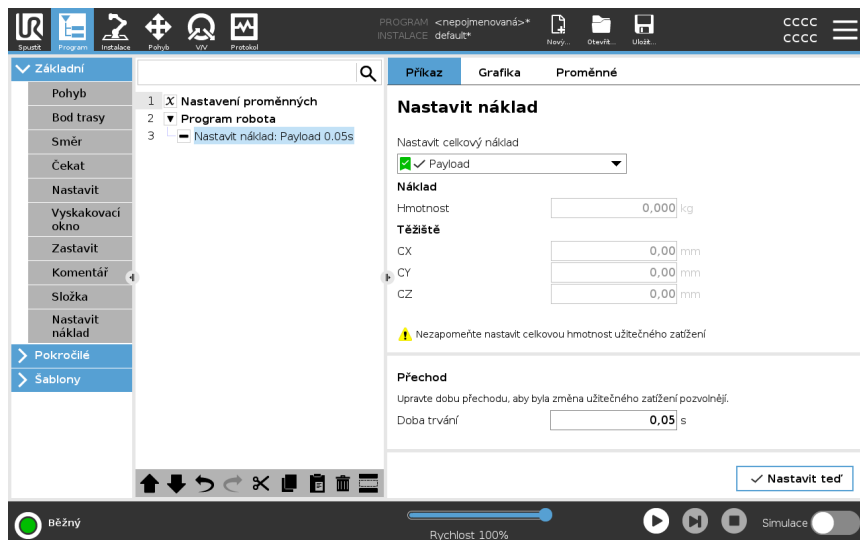 UR
PROGRAM <nepojmenovaná>*
INSTALACE default*
CCCC
CCCC
Spustit Program Instalace Pohyb V/V Protokol Nový... Otevřít... Uložit...
Základní
Pohyb
Bod trasy
Směr
Čekat
Nastavit
Vyskakovací
okno
Zastavit
Komentář
Složka
Nastavit
náklad
Pokročilé
Šablony
1 X Nastavení proměnných
2 Program robota
3 Nastavit náklad: Payload 0.05s
Příkaz Grafika Proměnné
Nastavit náklad
Nastavit celkový náklad
Payload
Náklad
Hmotnost 0,000 kg
Těžiště
CX 0,00 mm
CY 0,00 mm
CZ 0,00 mm
Nezapomeňte nastavit celkovou hmotnost užitečného zatížení
Přechod
Upravte dobu přechodu, aby byla změna užitečného zatížení pozvolnějí.
Doba trvání 0,05 s
Nastavit teď
Běžný
Rychlost 100%
Simulace